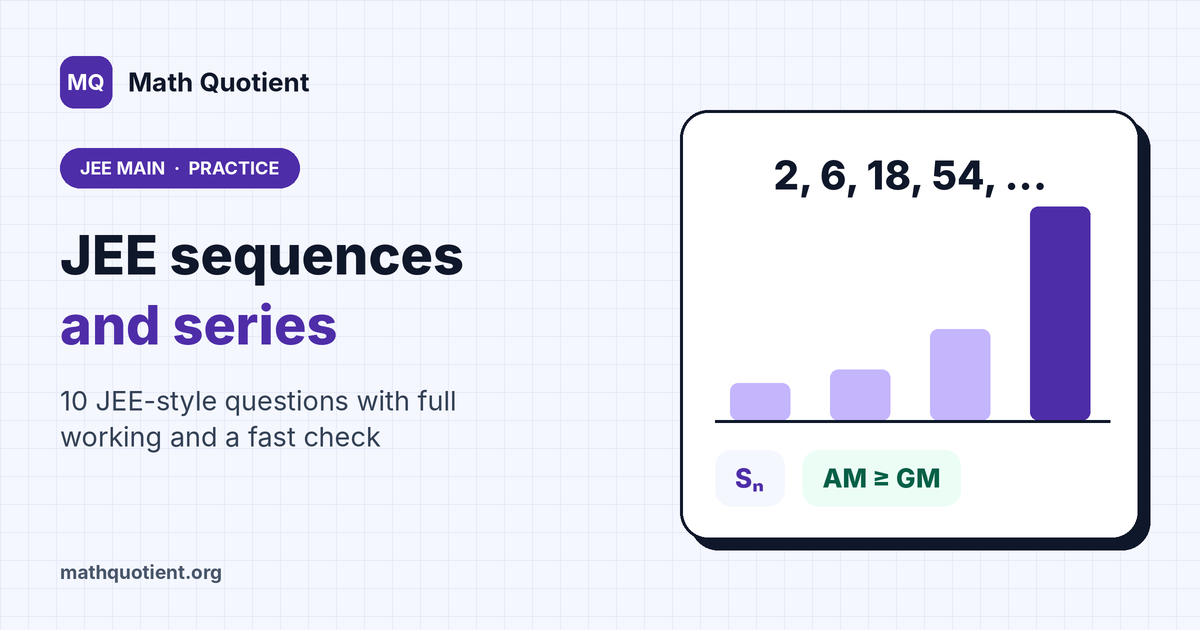 MQ
Math Quotient
JEE MAIN · PRACTICE
JEE sequences
and series
10 JEE-style questions with full
working and a fast check
mathquotient.org
2, 6, 18, 54, …
Sₙ
AM ≥ GM